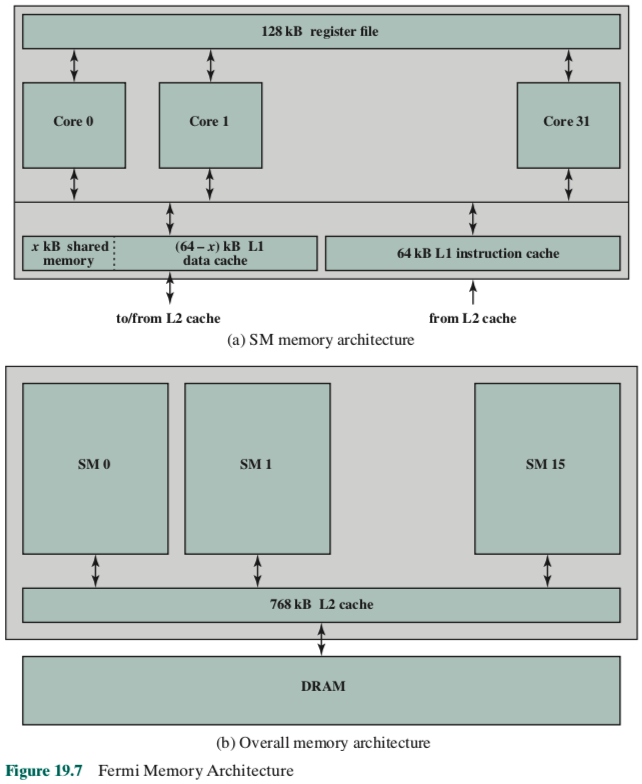 128 kB register file
Core 0
Core 1
Core 31
x kB shared
memory
(64 – x) kB L1
data cache
64 kB L1 instruction cache
to/from L2 cache
from L2 cache
(a) SM memory architecture
SM 0
SM 1
SM 15
768 kB L2 cache
DRAM
(b) Overall memory architecture
Figure 19.7 Fermi Memory Architecture